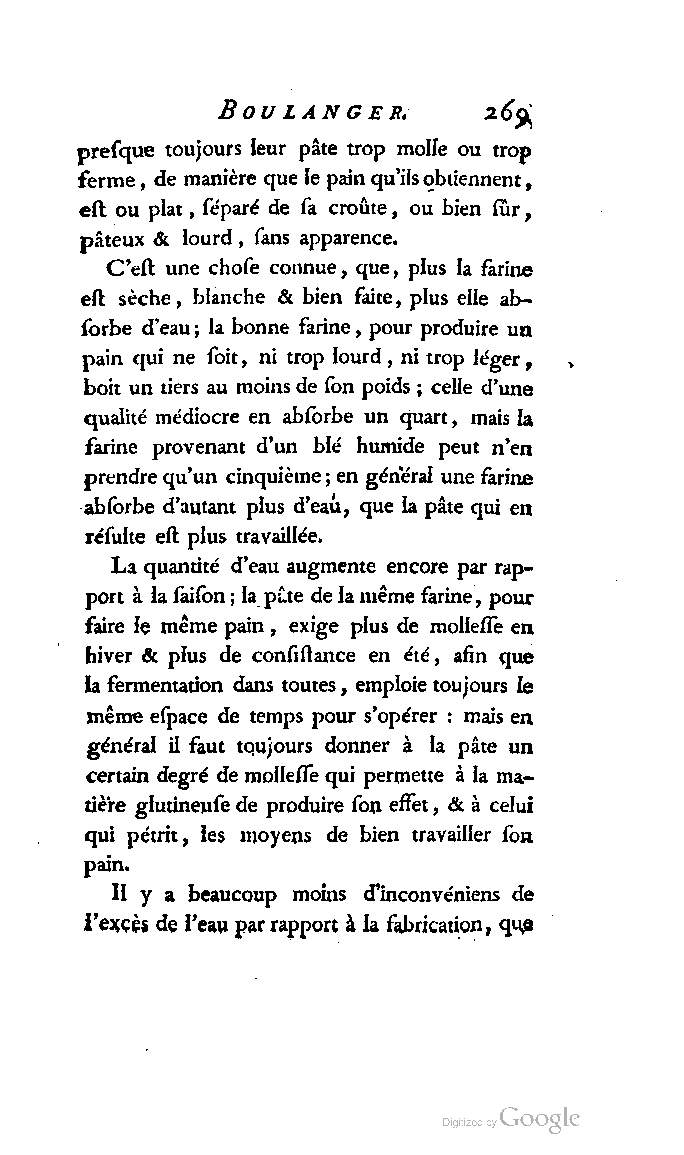 BOULANGER. 269
preſque toujours leur pâte trop molle ou trop
ferme, de manière que le pain qu'ils obtiennent,
eſt ou plat, ſéparé de ſa croûte, ou bien ſûr,
pâteux & lourd, ſans apparence.
C'eſt une choſe connue, que, plus la farine
eſt sèche, blanche & bien faite, plus elle ab-
ſorbe d'eau; la bonne farine, pour produire un
pain qui ne ſoit, ni trop lourd, ni trop léger,
boit un tiers au moins de ſon poids; celle d'une
qualité médiocre en abſorbe un quart, mais la
farine provenant d'un blé humide peut n'en
prendre qu'un cinquième; en général une farine
abſorbe d'autant plus d'eau, que la pâte qui en
réſulte eſt plus travaillée.
La quantité d'eau augmente encore par rap-
port à la ſaiſon; la pâte de la même farine, pour
faire le même pain, exige plus de molleſſe en
hiver & plus de conſiſtance en été, afin que
la fermentation dans toutes, emploie toujours le
même eſpace de temps pour s'opérer : mais en
général il faut toujours donner à la pâte un
certain degré de molleſſe qui permette à la ma-
tière glutineuſe de produire ſon effet, & à celui
qui pétrit, les moyens de bien travailler ſon
pain.
Il y a beaucoup moins d'inconvéniens de
l'excès de l'eau par rapport à la fabrication, que
Digitized by Google